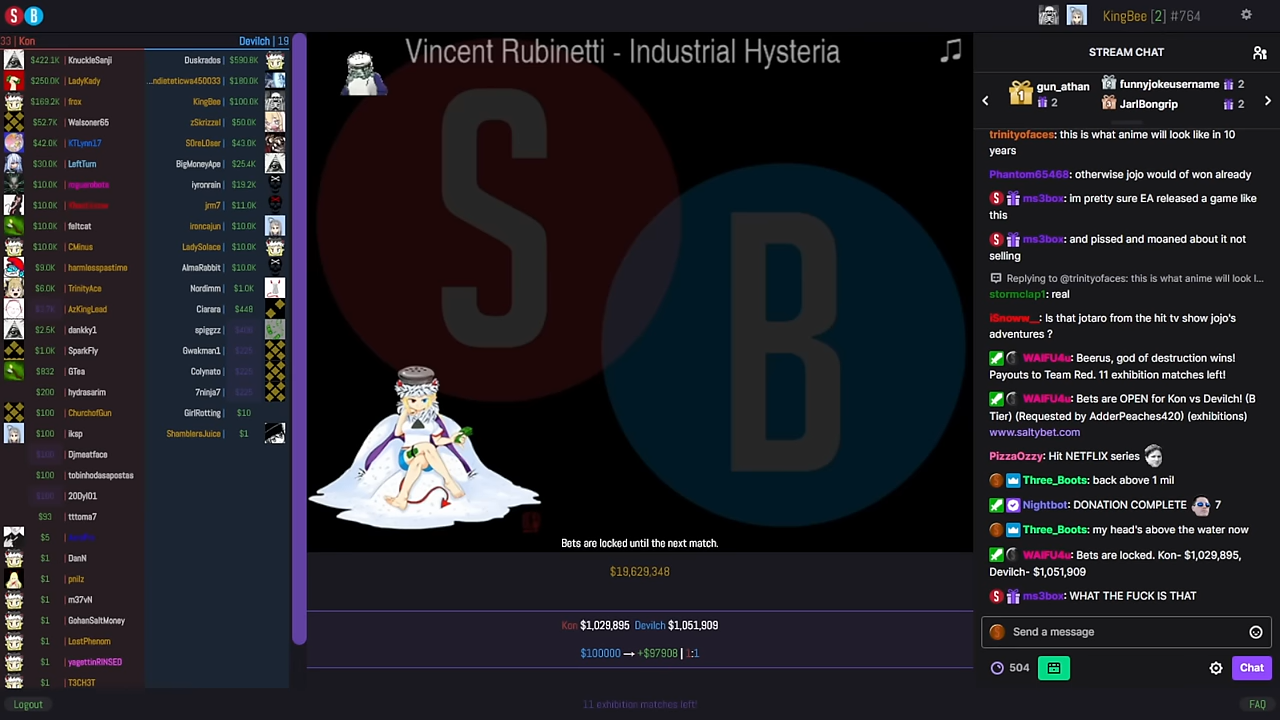 S B
KingBee [2] #764
33 | Kon
Devilch | 19
$422.1K | KnuckleSanji
$250.0K | LadyKady
$169.2K | frox
$52.7K | Walsoner65
$42.0K | KTLynn17
$30.0K | LeftTurn
$10.0K | roguerobots
$10.0K
$10.0K | feltcat
$10.0K | CMinus
$9.0K | harmlesspastime
$6.0K | TrinityAce
| AzKingLead
$2.5K | dankky1
$1.0K | SparkFly
$832 | GTea
$200 | hydrasarim
$100 | ChurchofGun
$100 | iksp
| Djmeatface
$100 | tobinhodasapostas
| 20Dyl01
$93 | tttoma7
$5
$1 | DanN
$1 | pnilz
$1 | m37vN
$1 | GohanSaltMoney
$1 | LostPhenom
$1 | yagettinRINSED
$1 | T3CH3T
Duskrados | $590.8K
...ndieteticwa450033 | $180.0K
KingBee | $100.0K
zSkrizzel | $50.0K
S0reL0ser | $43.0K
BigMoneyApe | $25.4K
iyronrain | $19.2K
jrm7 | $11.0K
ironcajun | $10.0K
LadySolace | $10.0K
AlmaRabbit | $10.0K
Nordimm | $1.0K
Ciarara | $448
spiggzz |
Gwakman1 |
Colynato |
7ninja7 |
GirlRotting | $10
ShamblersJuice | $1
Logout
Vincent Rubinetti - Industrial Hysteria
S
B
Bets are locked until the next match.
$19,629,348
Kon $1,029,895 Devilch $1,051,909
$100000 → +$97908 | 1:1
11 exhibition matches left!
STREAM CHAT
1 gun_athan
2
2 funnyjokeusername 2
3 JarlBongrip 2
trinityofaces: this is what anime will look like in 10
years
Phantom65468: otherwise jojo would of won already
S ms3box: im pretty sure EA released a game like
this
S ms3box: and pissed and moaned about it not
selling
Replying to @trinityofaces: this is what anime will look l...
stormclap1: real
iSnoww__: Is that jotaro from the hit tv show jojo's
adventures ?
WAIFU4u: Beerus, god of destruction wins!
Payouts to Team Red. 11 exhibition matches left!
WAIFU4u: Bets are OPEN for Kon vs Devilch! (B
Tier) (Requested by AdderPeaches420) (exhibitions)
www.saltybet.com
PizzaOzzy: Hit NETFLIX series
Three_Boots: back above 1 mil
Nightbot: DONATION COMPLETE 7
Three_Boots: my head's above the water now
WAIFU4u: Bets are locked. Kon- $1,029,895,
Devilch- $1,051,909
S ms3box: WHAT THE FUCK IS THAT
Send a message
504
Chat
FAQ